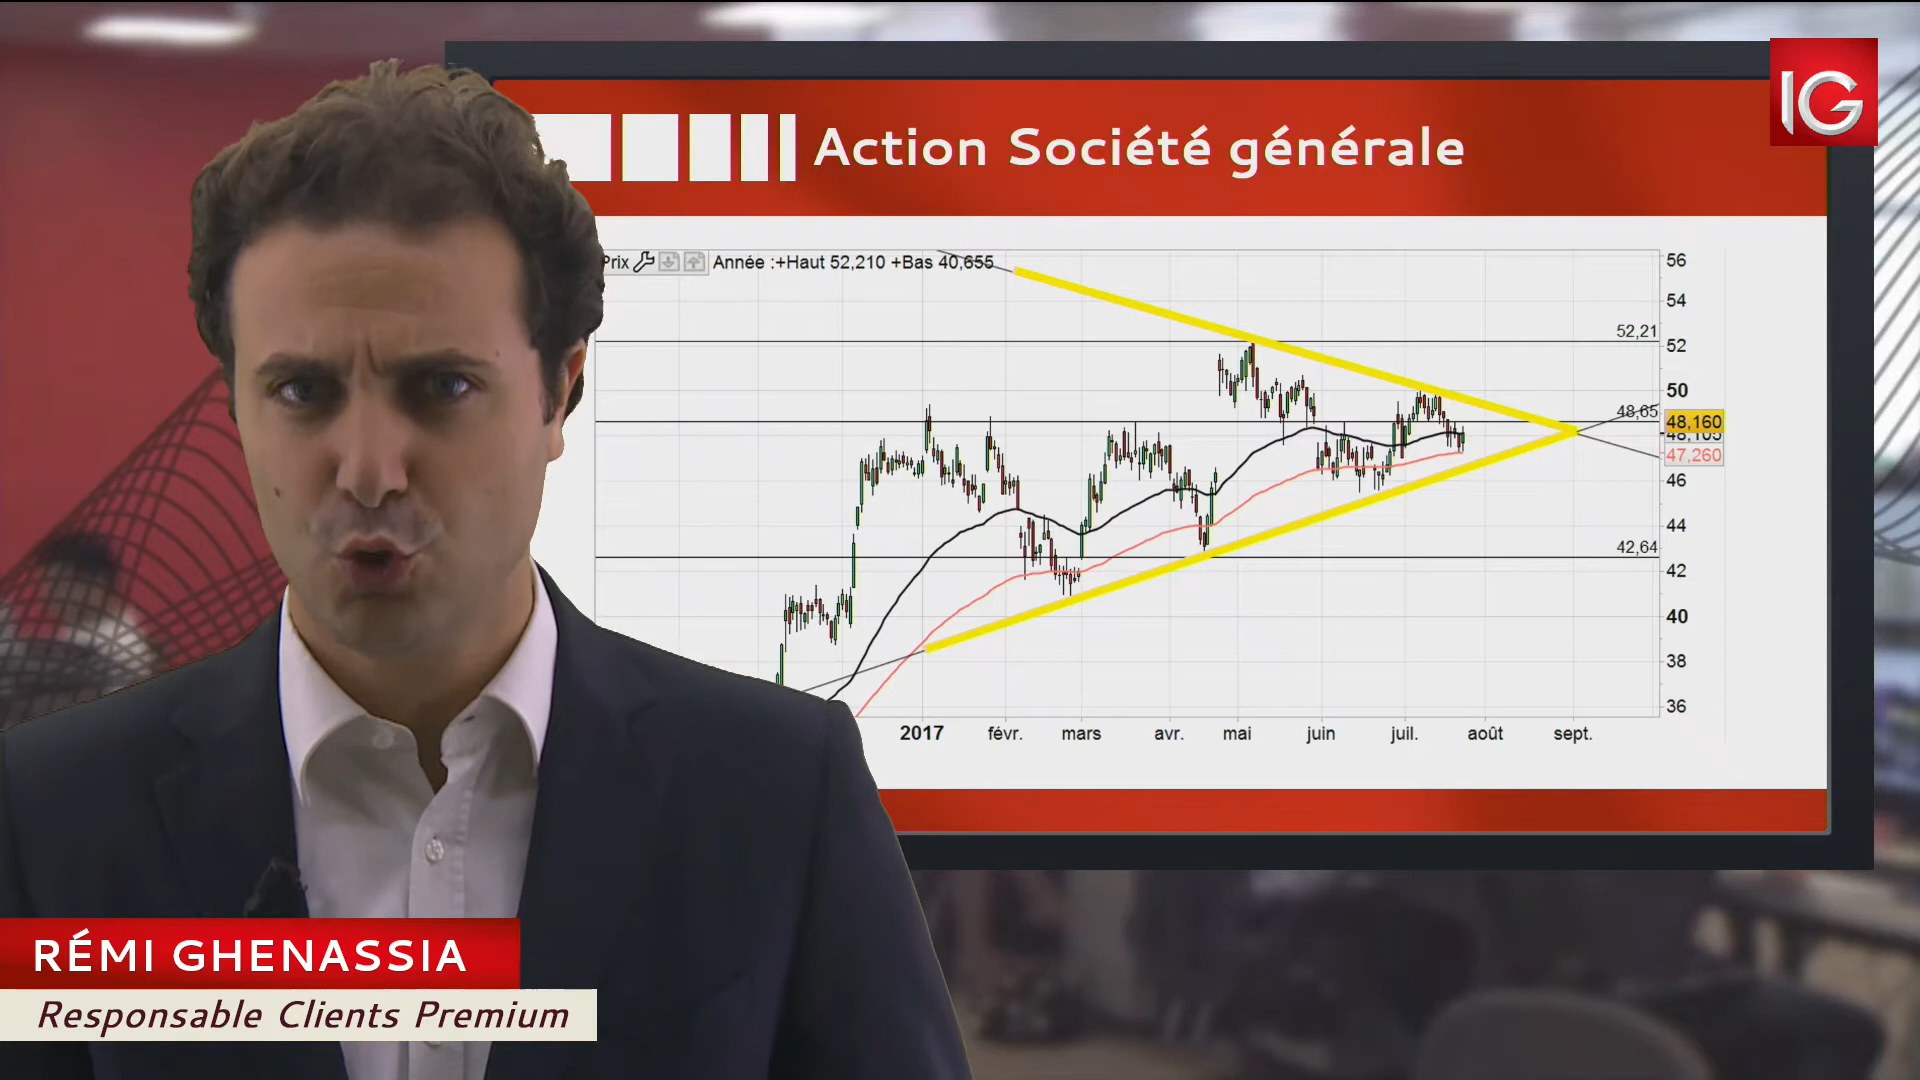 IG
Action Société générale
Prix Année :+Haut 52,210 +Bas 40,655
56
54
52,21
52
50
48,65
48,160
48,105
47,260
46
44
42,64
42
40
38
36
2017 févr. mars avr. mai juin juil. août sept.
RÉMI GHENASSIA
Responsable Clients Premium